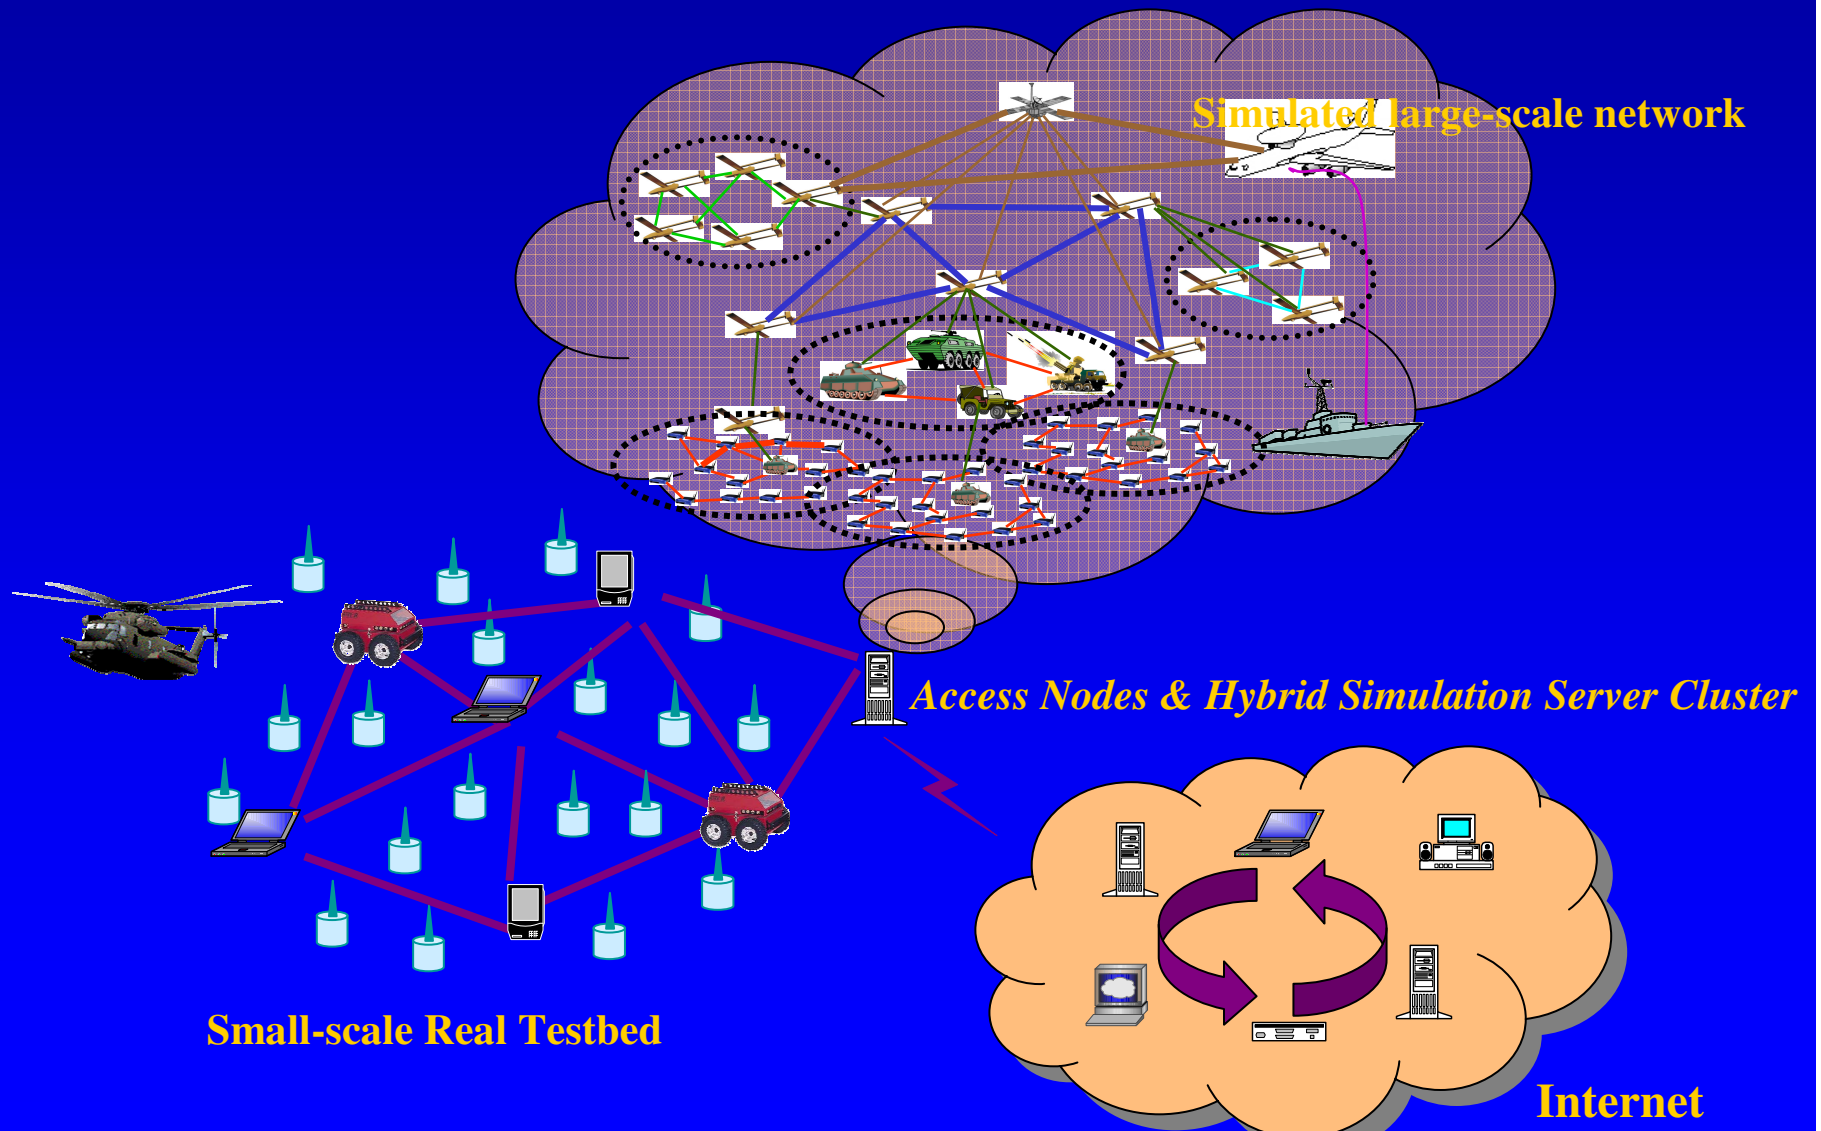 Simulated large-scale network
Access Nodes & Hybrid Simulation Server Cluster
Small-scale Real Testbed
Internet